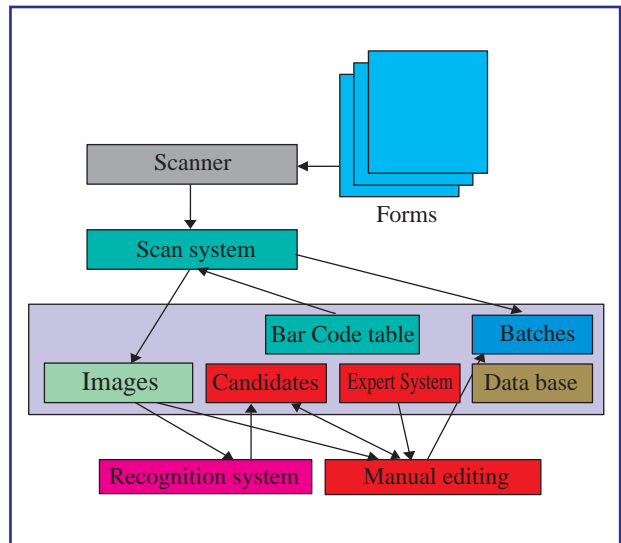 Scanner
Forms
Scan system
Bar Code table
Batches
Images
Candidates
Expert System
Data base
Recognition system
Manual editing